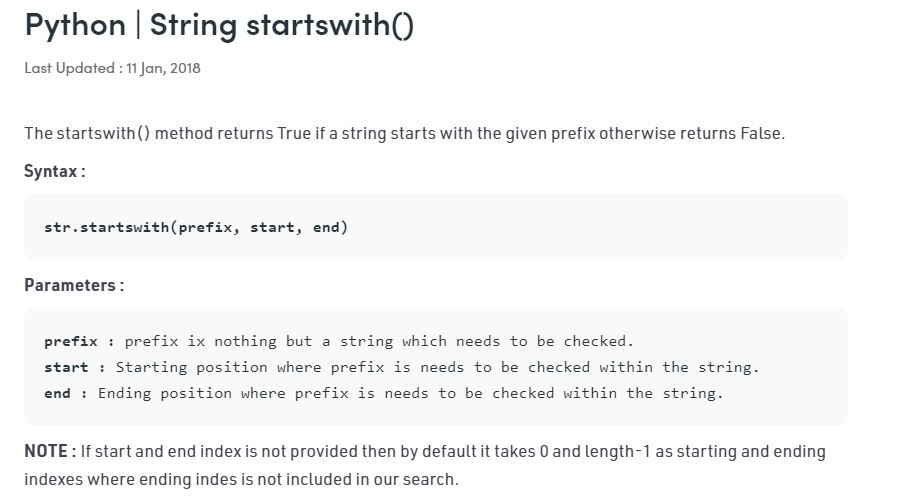 Python | String startswith()
Last Updated : 11 Jan, 2018
The startswith() method returns True if a string starts with the given prefix otherwise returns False.
Syntax :
str.startswith(prefix, start, end)
Parameters :
prefix : prefix ix nothing but a string which needs to be checked.
start : Starting position where prefix is needs to be checked within the string.
end : Ending position where prefix is needs to be checked within the string.
NOTE : If start and end index is not provided then by default it takes 0 and length-1 as starting and ending
indexes where ending indes is not included in our search.